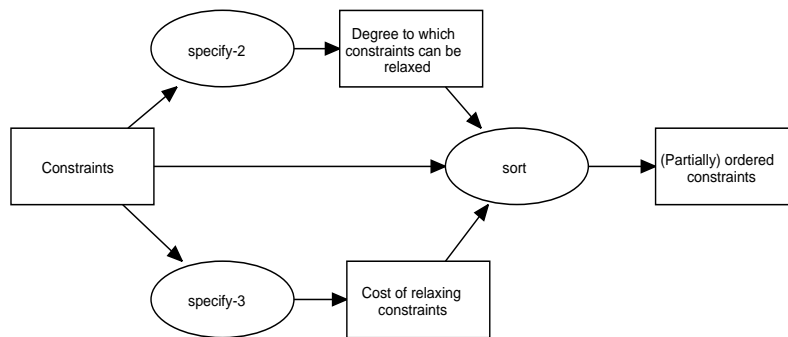 specify-2
Degree to which
constraints can be
relaxed
Constraints
sort
(Partially) ordered
constraints
specify-3
Cost of relaxing
constraints